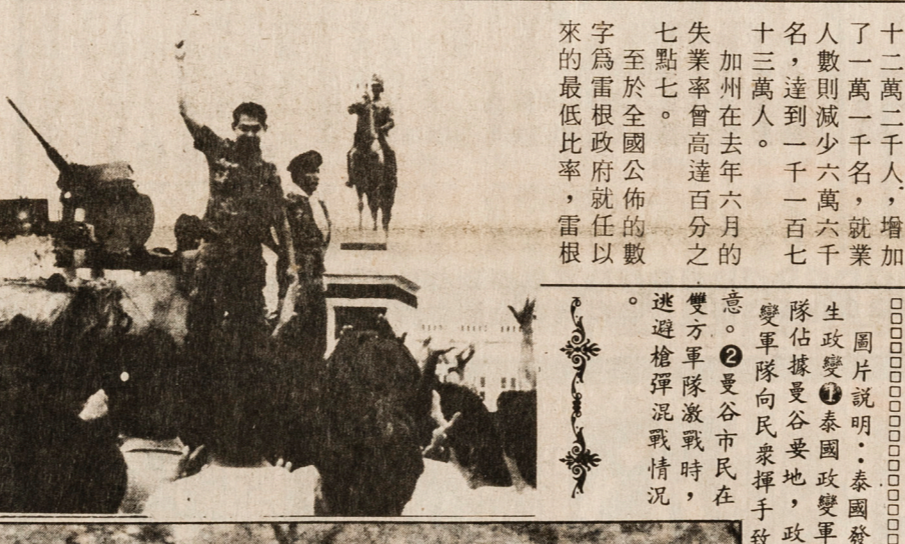 十二萬二千人，增加
了一萬一千名，就業
人數則減少六萬六千
名，達到一千一百七
十三萬人。
加州在去年六月的
失業率曾高達百分之
七點七。
至於全國公佈的數
字為雷根政府就任以
來的最低比率，雷根
圖片説明：泰國發
生政變❶泰國政變軍
隊佔據曼谷要地，政
變軍隊向民衆揮手致
意。❷曼谷市民在
雙方軍隊激戰時，
逃避槍彈混戰情況
。